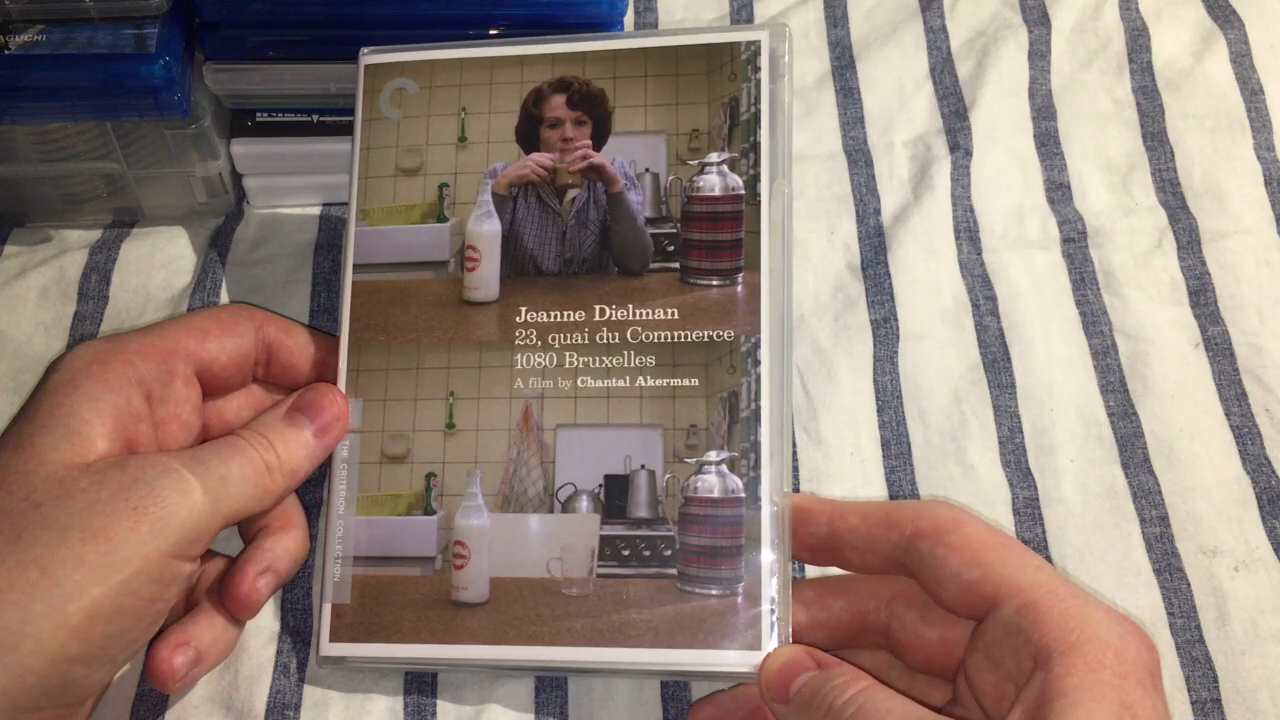 AGUCHI
Jeanne Dielman
23, quai du Commerce
1080 Bruxelles
A film by Chantal Akerman
THE CRITERION COLLECTION